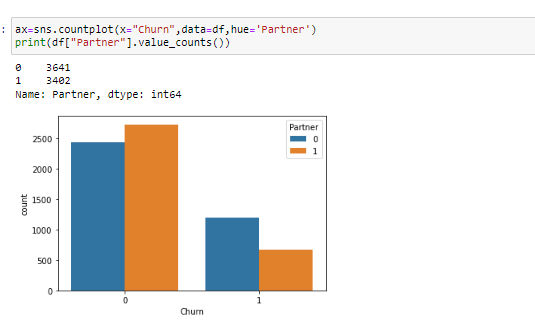 : ax=sns.countplot(x="Churn",data=df,hue='Partner')
print(df["Partner"].value_counts())
0    3641
1    3402
Name: Partner, dtype: int64
Partner
0
1
2500
2000
1500
1000
500
0
count
0 1
Churn